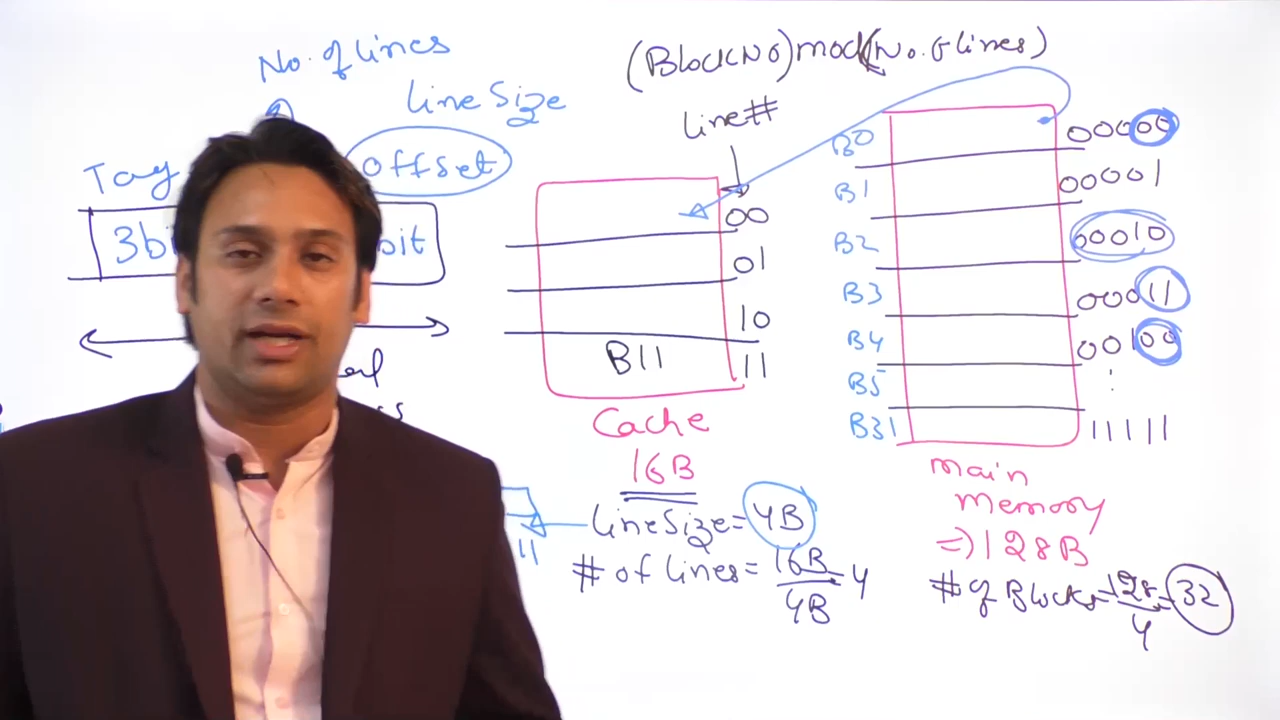 No. of lines
Line Size
Tag
offset
3bi
bit
(Block No) mod (No. of lines)
line#
00
01
10
B11
11
Cache
16B
Line Size = 4B
# of lines = 16B / 4B = 4
11
B0
00000
B1
00001
B2
00010
B3
00011
B4
00100
B5
:
B31
11111
main
Memory
=> 128B
# of Blocks = 128 / 4 = 32